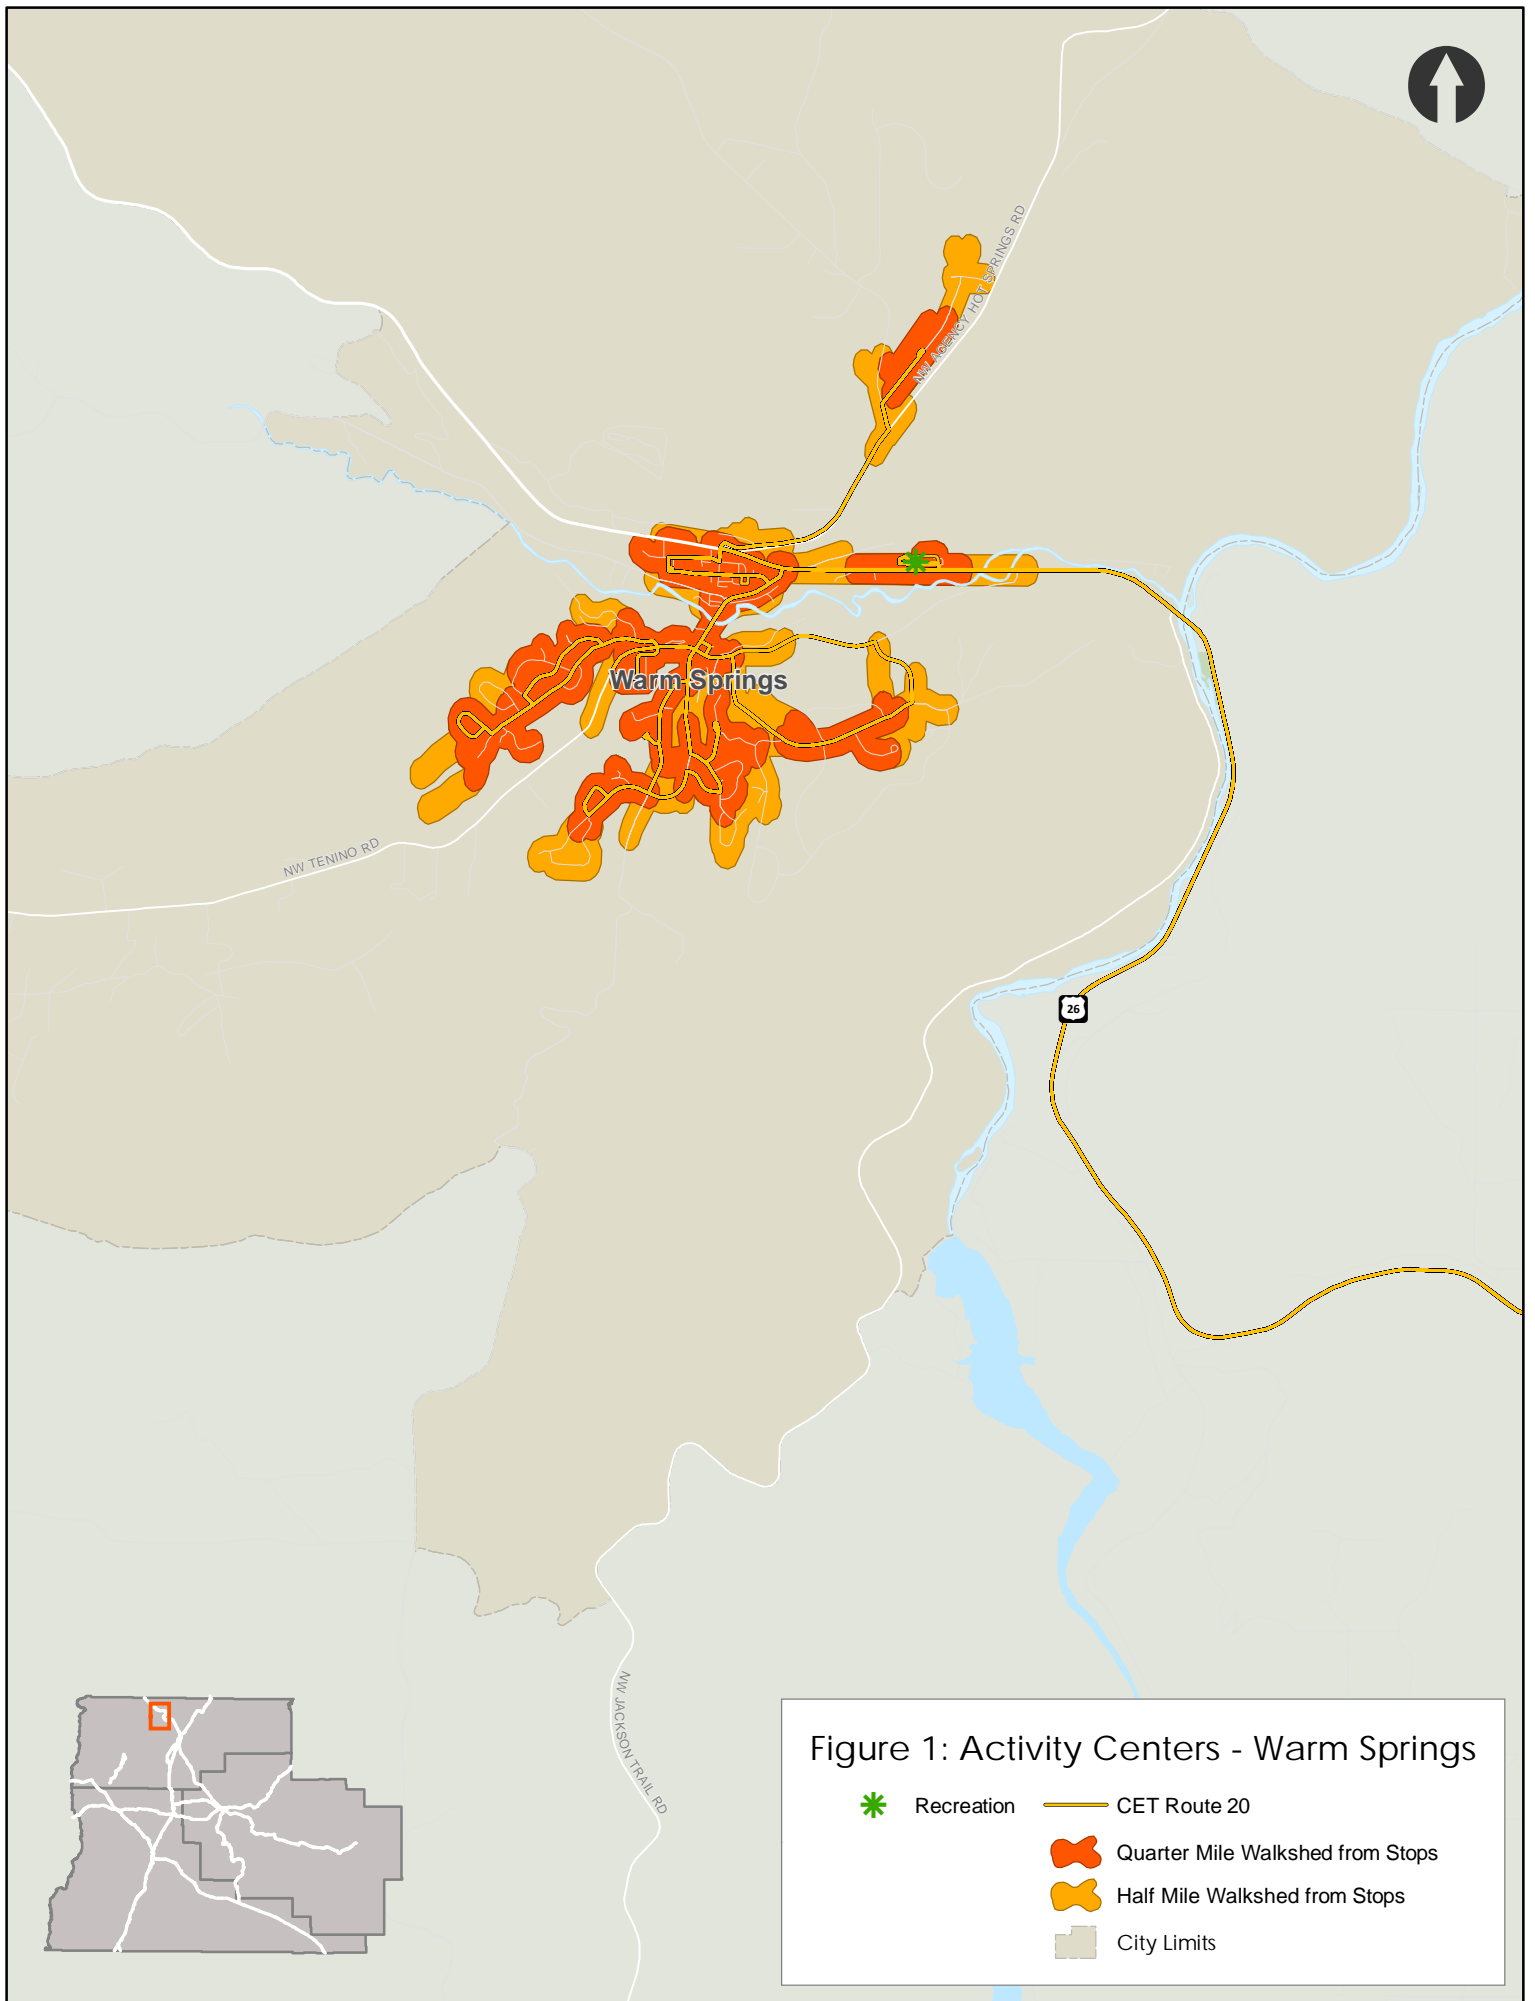 NW AGENCY HOT SPRINGS RD
Warm Springs
NW TENINO RD
26
NW JACKSON TRAIL RD
Figure 1: Activity Centers - Warm Springs
Recreation
CET Route 20
Quarter Mile Walkshed from Stops
Half Mile Walkshed from Stops
City Limits